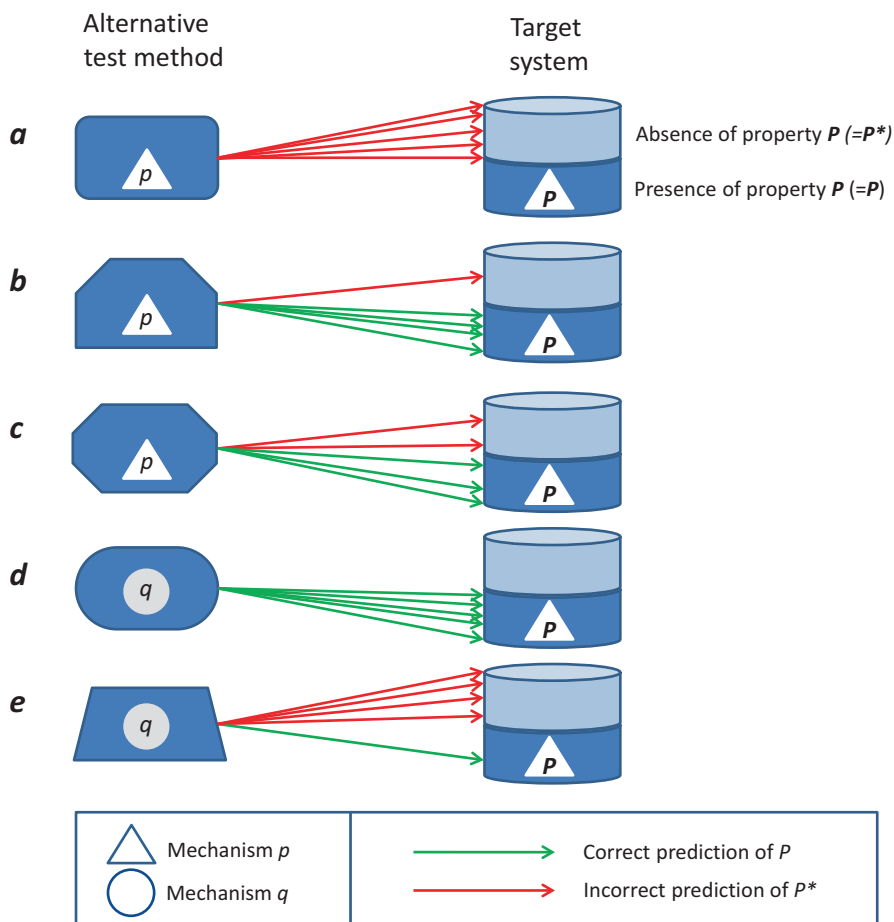 Alternative
test method
Target
system
a
p
P
Absence of property P (=P*)
Presence of property P (=P)
b
p
P
c
p
P
d
q
P
e
q
P
Mechanism p
Mechanism q
Correct prediction of P
Incorrect prediction of P*